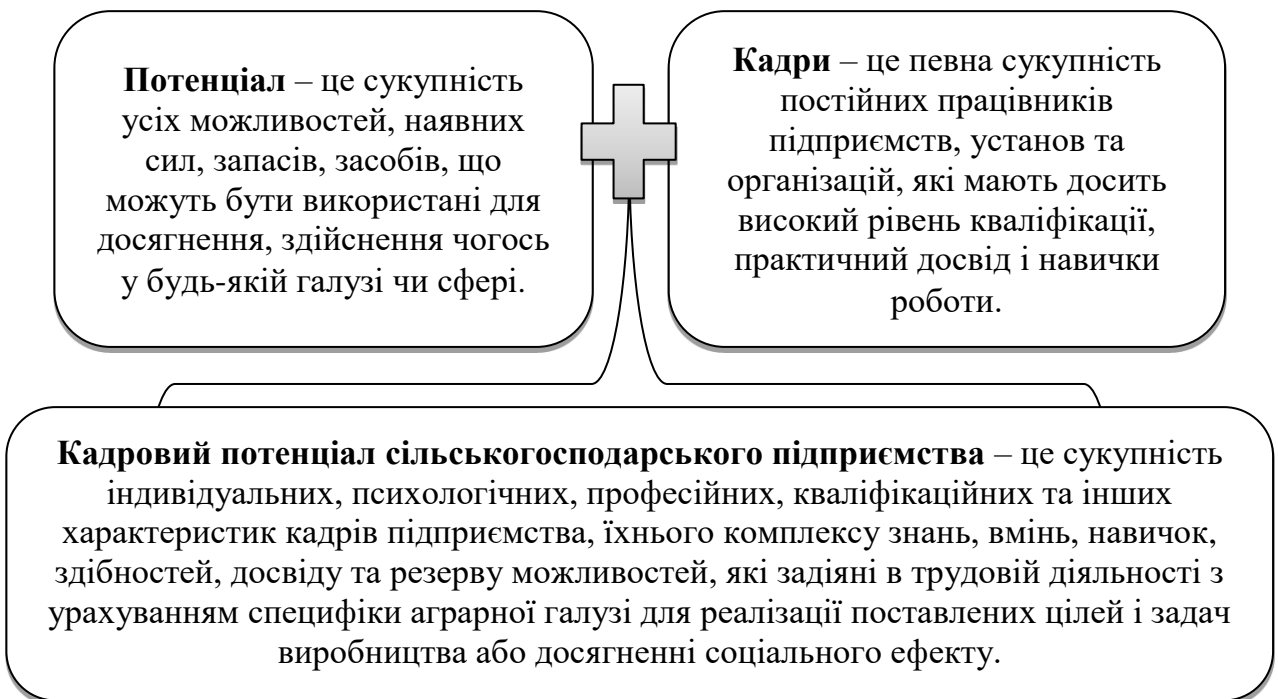 Потенціал – це сукупність
усіх можливостей, наявних
сил, запасів, засобів, що
можуть бути використані для
досягнення, здійснення чогось
у будь-якій галузі чи сфері.
Кадри – це певна сукупність
постійних працівників
підприємств, установ та
організацій, які мають досить
високий рівень кваліфікації,
практичний досвід і навички
роботи.
Кадровий потенціал сільськогосподарського підприємства – це сукупність
індивідуальних, психологічних, професійних, кваліфікаційних та інших
характеристик кадрів підприємства, їхнього комплексу знань, вмінь, навичок,
здібностей, досвіду та резерву можливостей, які задіяні в трудовій діяльності з
урахуванням специфіки аграрної галузі для реалізації поставлених цілей і задач
виробництва або досягненні соціального ефекту.